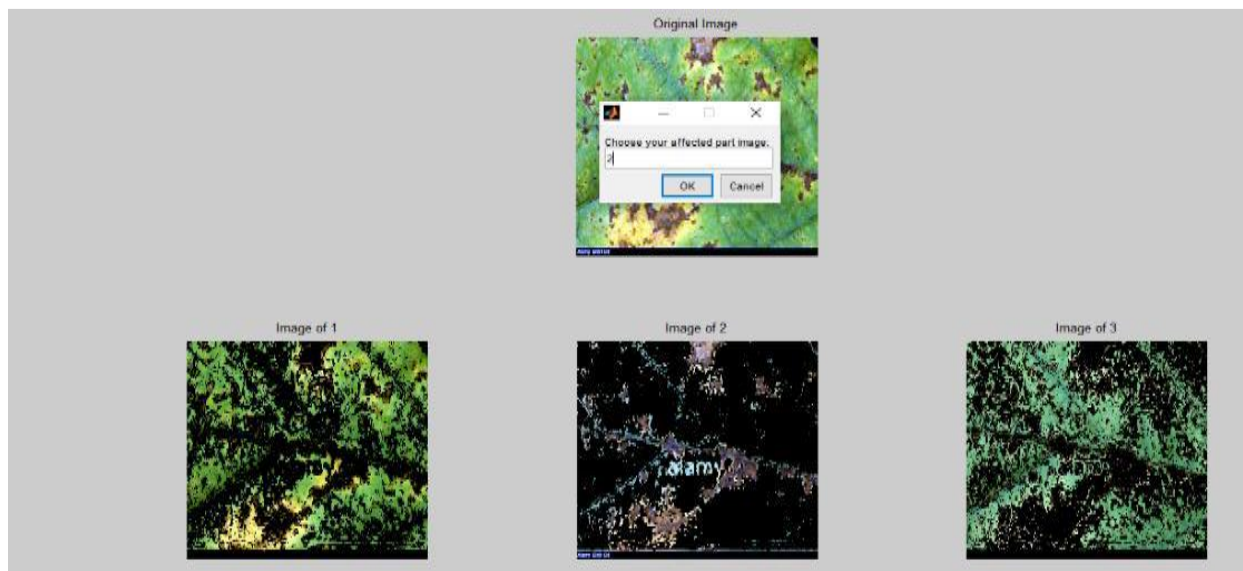 Original Image
Choose your affected part image:
2
OK
Cancel
Image of 1
Image of 2
Image of 3
alamy